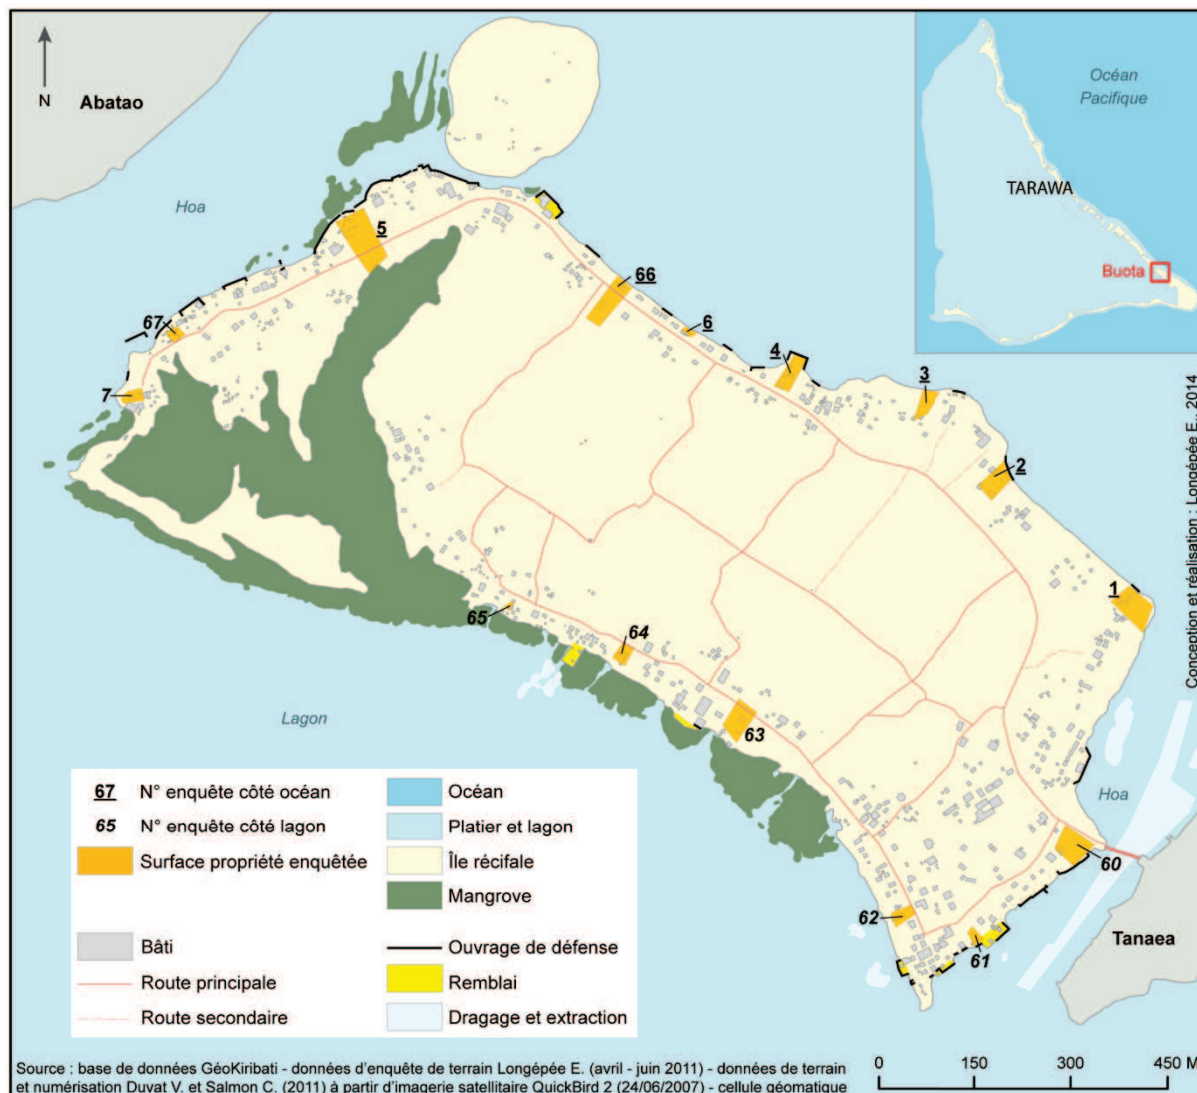 N
Abatao
Hoa
Océan
Pacifique
TARAWA
Buota
5
66
67
6
4
3
7
2
1
65
64
63
Lagon
Hoa
60
62
61
Tanaea
67 N° enquête côté océan
65 N° enquête côté lagon
Surface propriété enquêtée
Bâti
Route principale
Route secondaire
Océan
Platier et lagon
Île récifale
Mangrove
Ouvrage de défense
Remblai
Dragage et extraction
Conception et réalisation : Longépée E., 2014
Source : base de données GéoKiribati - données d'enquête de terrain Longépée E. (avril - juin 2011) - données de terrain
et numérisation Duvat V. et Salmon C. (2011) à partir d'imagerie satellitaire QuickBird 2 (24/06/2007) - cellule géomatique
0 150 300 450 M